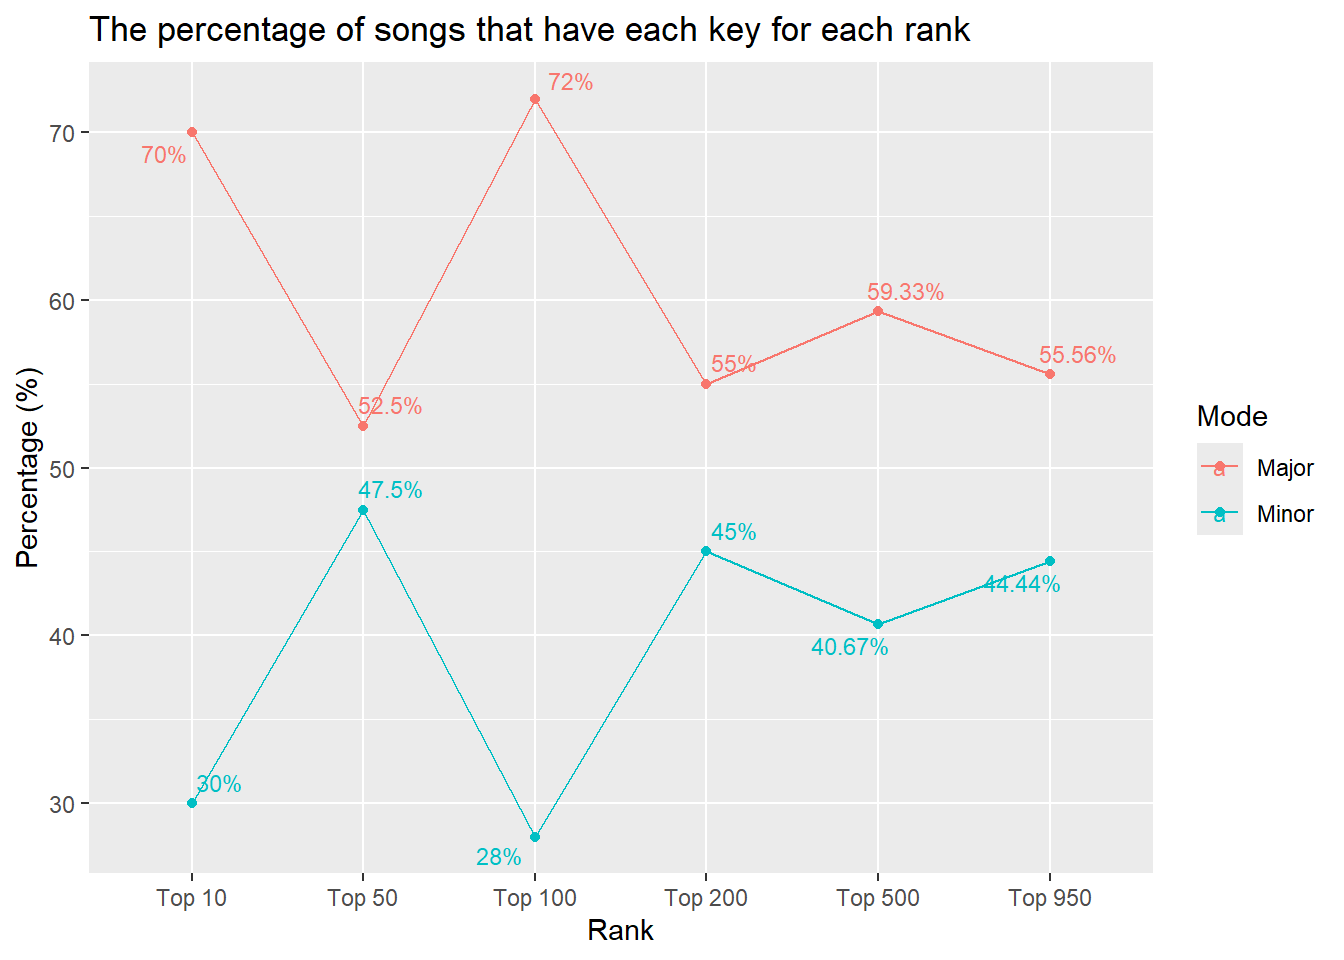 The percentage of songs that have each key for each rank
72%
70
70%
60
59.33%
55%
55.56%
52.5%
50
47.5%
45%
44.44%
40
40.67%
30%
30
28%
Percentage (%)
Top 10 Top 50 Top 100 Top 200 Top 500 Top 950
Rank
Mode
a Major
a Minor